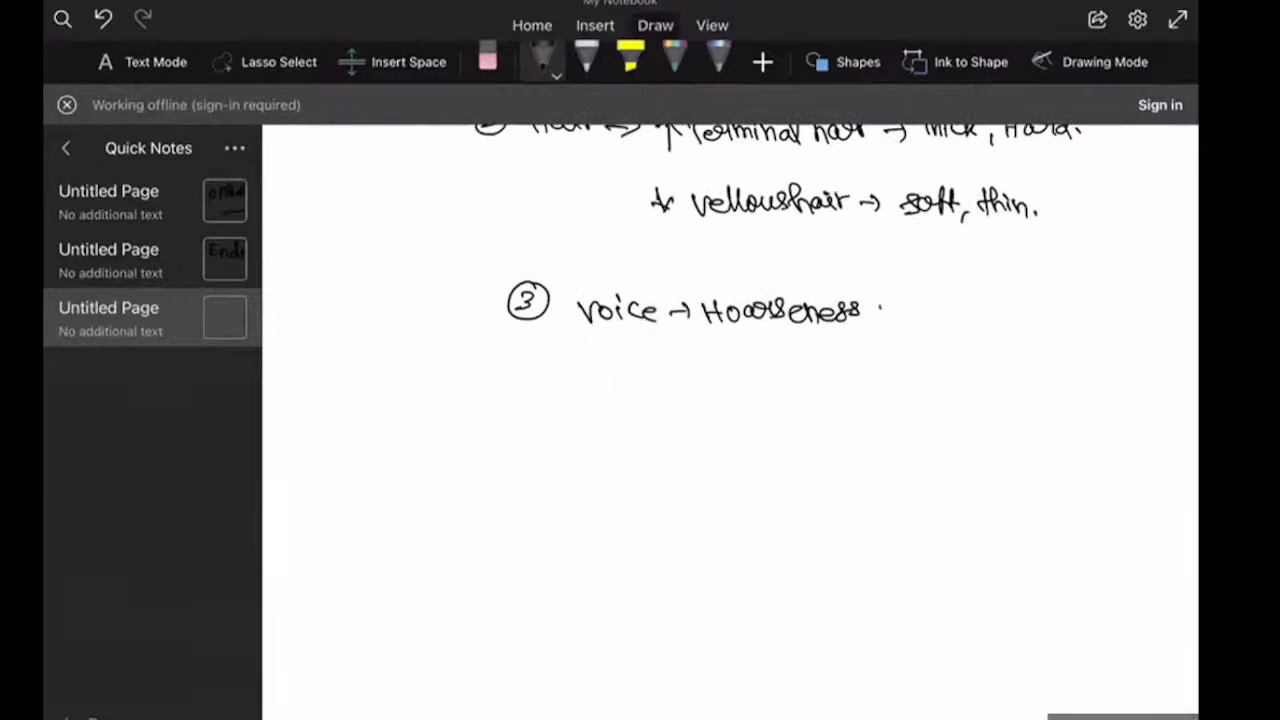 My Notebook
Home Insert Draw View
Text Mode Lasso Select Insert Space Shapes Ink to Shape Drawing Mode
Working offline (sign-in required) Sign in
Quick Notes
Untitled Page
No additional text
Untitled Page
No additional text
Untitled Page
No additional text
② Hair → ↑ Terminal hair → Thick, Hard.
↓ velloushair → soft, thin.
③ voice → Hoarseness.